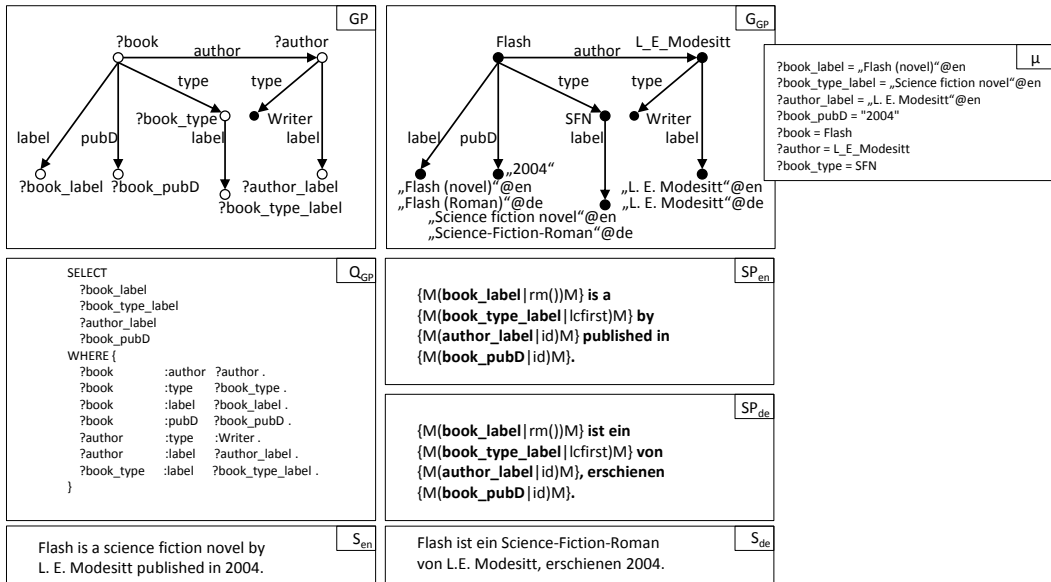 GP
?book
author
?author
type
type
?book_type
Writer
label
pubD
label
label
?book_label
?book_pubD
?author_label
?book_type_label
G_GP
Flash
author
L_E_Modesitt
type
type
SFN
Writer
label
pubD
label
label
„2004“
„Flash (novel)“@en
„L. E. Modesitt“@en
„Flash (Roman)“@de
„L. E. Modesitt“@de
„Science fiction novel“@en
„Science-Fiction-Roman“@de
µ
?book_label = „Flash (novel)“@en
?book_type_label = „Science fiction novel“@en
?author_label = „L. E. Modesitt“@en
?book_pubD = "2004"
?book = Flash
?author = L_E_Modesitt
?book_type = SFN
Q_GP
SELECT
?book_label
?book_type_label
?author_label
?book_pubD
WHERE {
?book :author ?author .
?book :type ?book_type .
?book :label ?book_label .
?book :pubD ?book_pubD .
?author :type :Writer .
?author :label ?author_label .
?book_type :label ?book_type_label .
}
SP_en
{M(book_label|rm())M} is a
{M(book_type_label|lcfirst)M} by
{M(author_label|id)M} published in
{M(book_pubD|id)M}.
SP_de
{M(book_label|rm())M} ist ein
{M(book_type_label|lcfirst)M} von
{M(author_label|id)M}, erschienen
{M(book_pubD|id)M}.
S_en
Flash is a science fiction novel by
L. E. Modesitt published in 2004.
S_de
Flash ist ein Science-Fiction-Roman
von L.E. Modesitt, erschienen 2004.